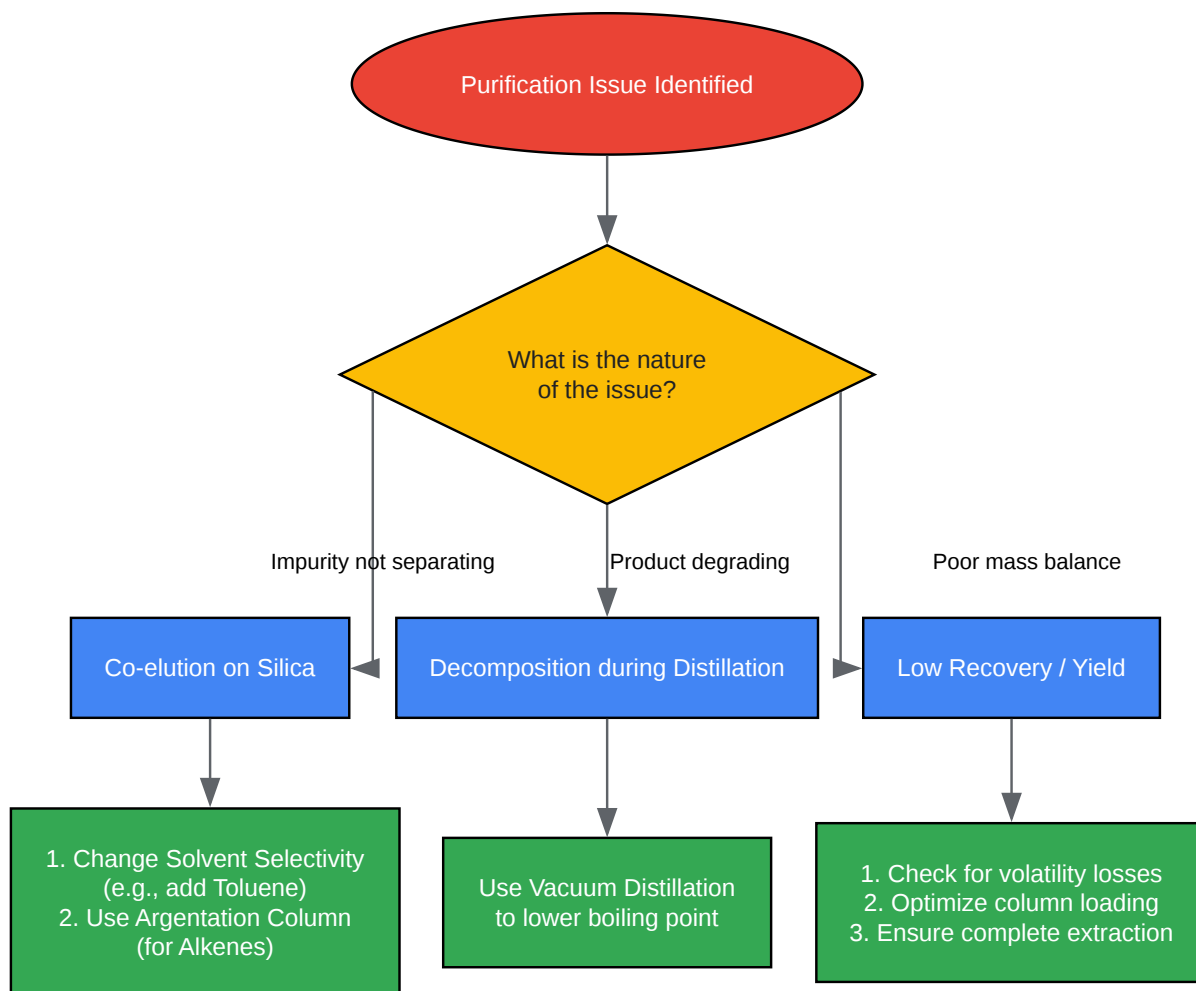 Purification Issue Identified
What is the nature
of the issue?
Impurity not separating
Product degrading
Poor mass balance
Co-elution on Silica
Decomposition during Distillation
Low Recovery / Yield
1. Change Solvent Selectivity
(e.g., add Toluene)
2. Use Argentation Column
(for Alkenes)
Use Vacuum Distillation
to lower boiling point
1. Check for volatility losses
2. Optimize column loading
3. Ensure complete extraction